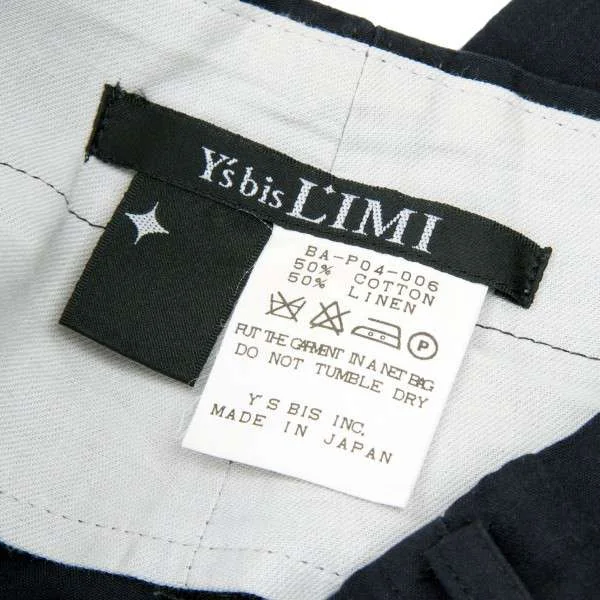 Y's bis LIMI
BA-P04-006
50% COTTON
50% LINEN
P
PUT THE GARMENT IN A NET BAG
DO NOT TUMBLE DRY
Y'S BIS INC.
MADE IN JAPAN